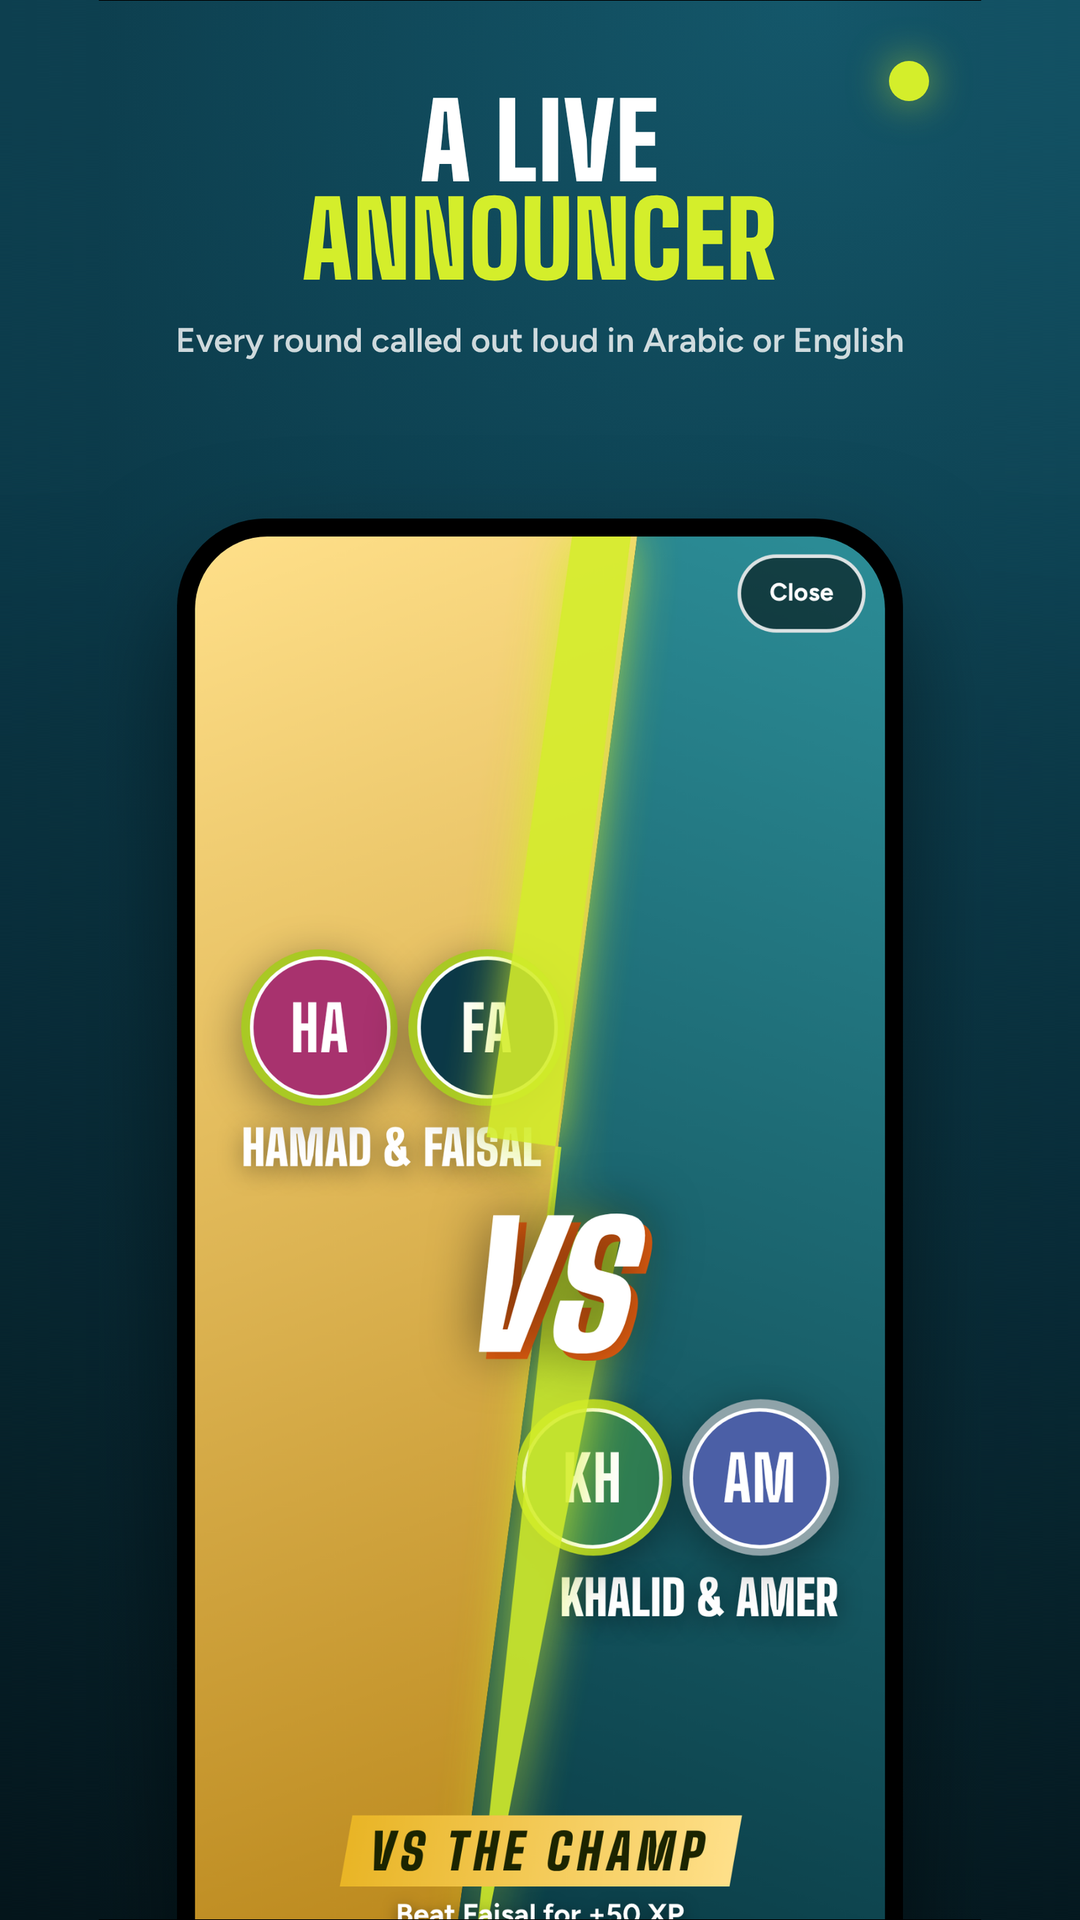 A LIVE
ANNOUNCER
Every round called out loud in Arabic or English
Close
HA
FA
HAMAD & FAISAL
VS
KH
AM
KHALID & AMER
VS THE CHAMP
Beat Faisal for +50 XP